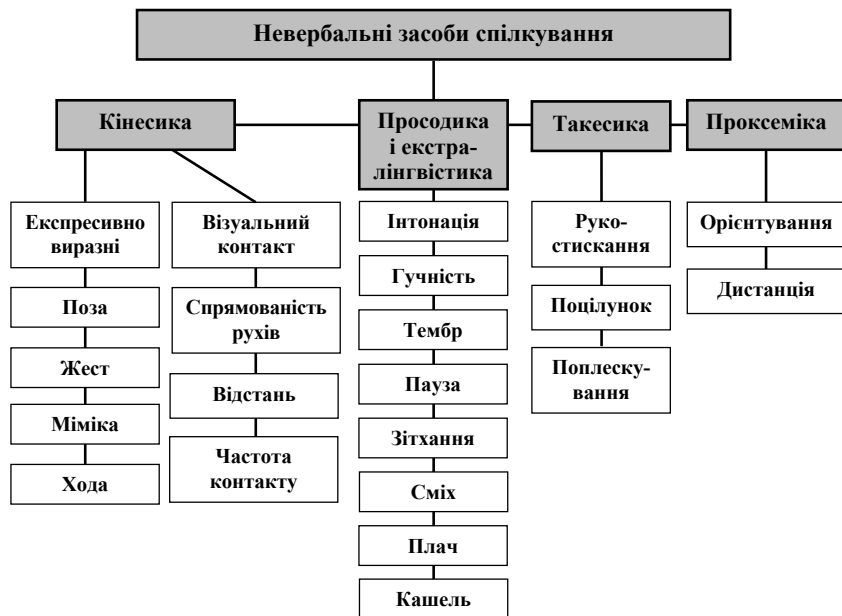 Невербальні засоби спілкування
Кінесика
Просодика
і екстра-
лінгвістика
Такесика
Проксеміка
Експресивно
виразні
Поза
Жест
Міміка
Хода
Візуальний
контакт
Спрямованість
рухів
Відстань
Частота
контакту
Інтонація
Гучність
Тембр
Пауза
Зітхання
Сміх
Плач
Кашель
Руко-
стискання
Поцілунок
Поплеску-
вання
Орієнтування
Дистанція